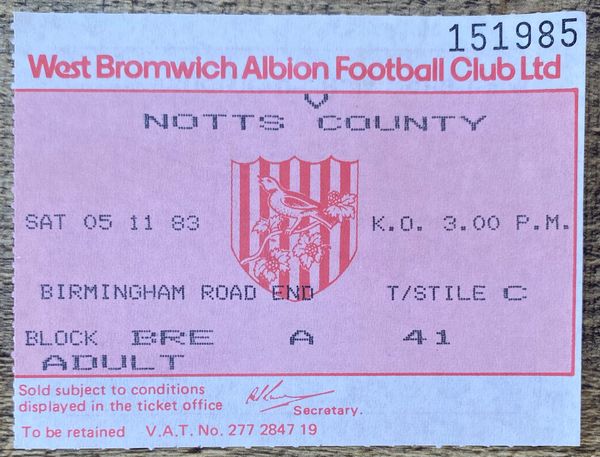 151985
West Bromwich Albion Football Club Ltd
V
NOTTS COUNTY
SAT 05 11 83 K.O. 3.00 P.M.
BIRMINGHAM ROAD END T/STILE C
BLOCK BRE A 41
ADULT
Sold subject to conditions
displayed in the ticket office
Secretary.
To be retained V.A.T. No. 277 2847 19